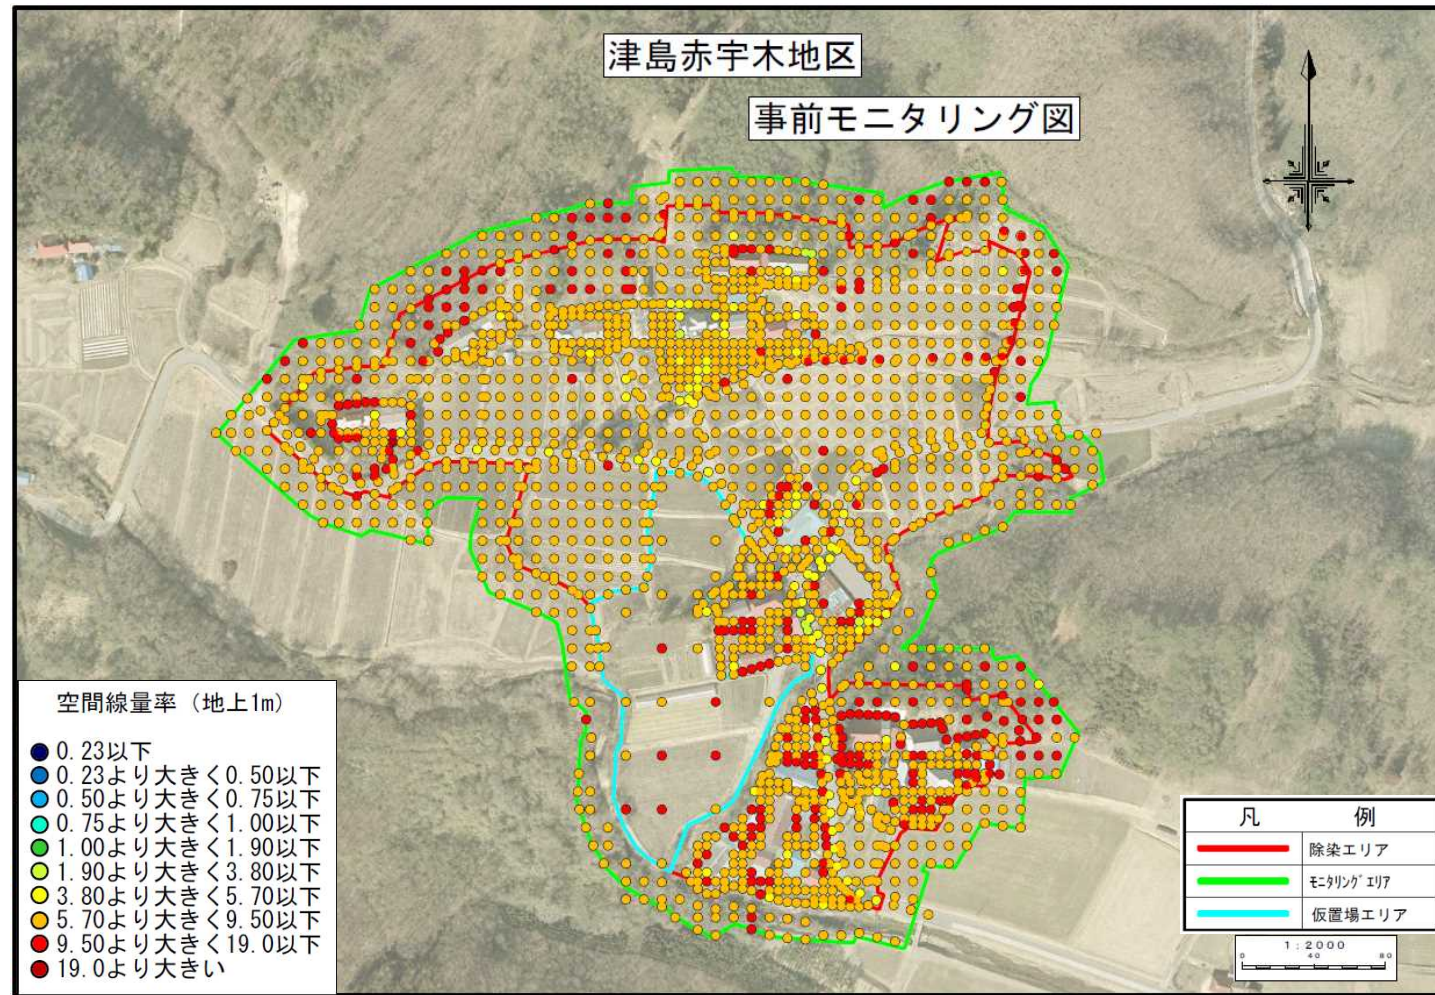 津島赤宇木地区
事前モニタリング図
空間線量率（地上1m）
0.23以下
0.23より大きく0.50以下
0.50より大きく0.75以下
0.75より大きく1.00以下
1.00より大きく1.90以下
1.90より大きく3.80以下
3.80より大きく5.70以下
5.70より大きく9.50以下
9.50より大きく19.0以下
19.0より大きい
凡 例
除染エリア
ﾓﾆﾀﾘﾝｸﾞｴﾘｱ
仮置場エリア
1:2000
0 40 80